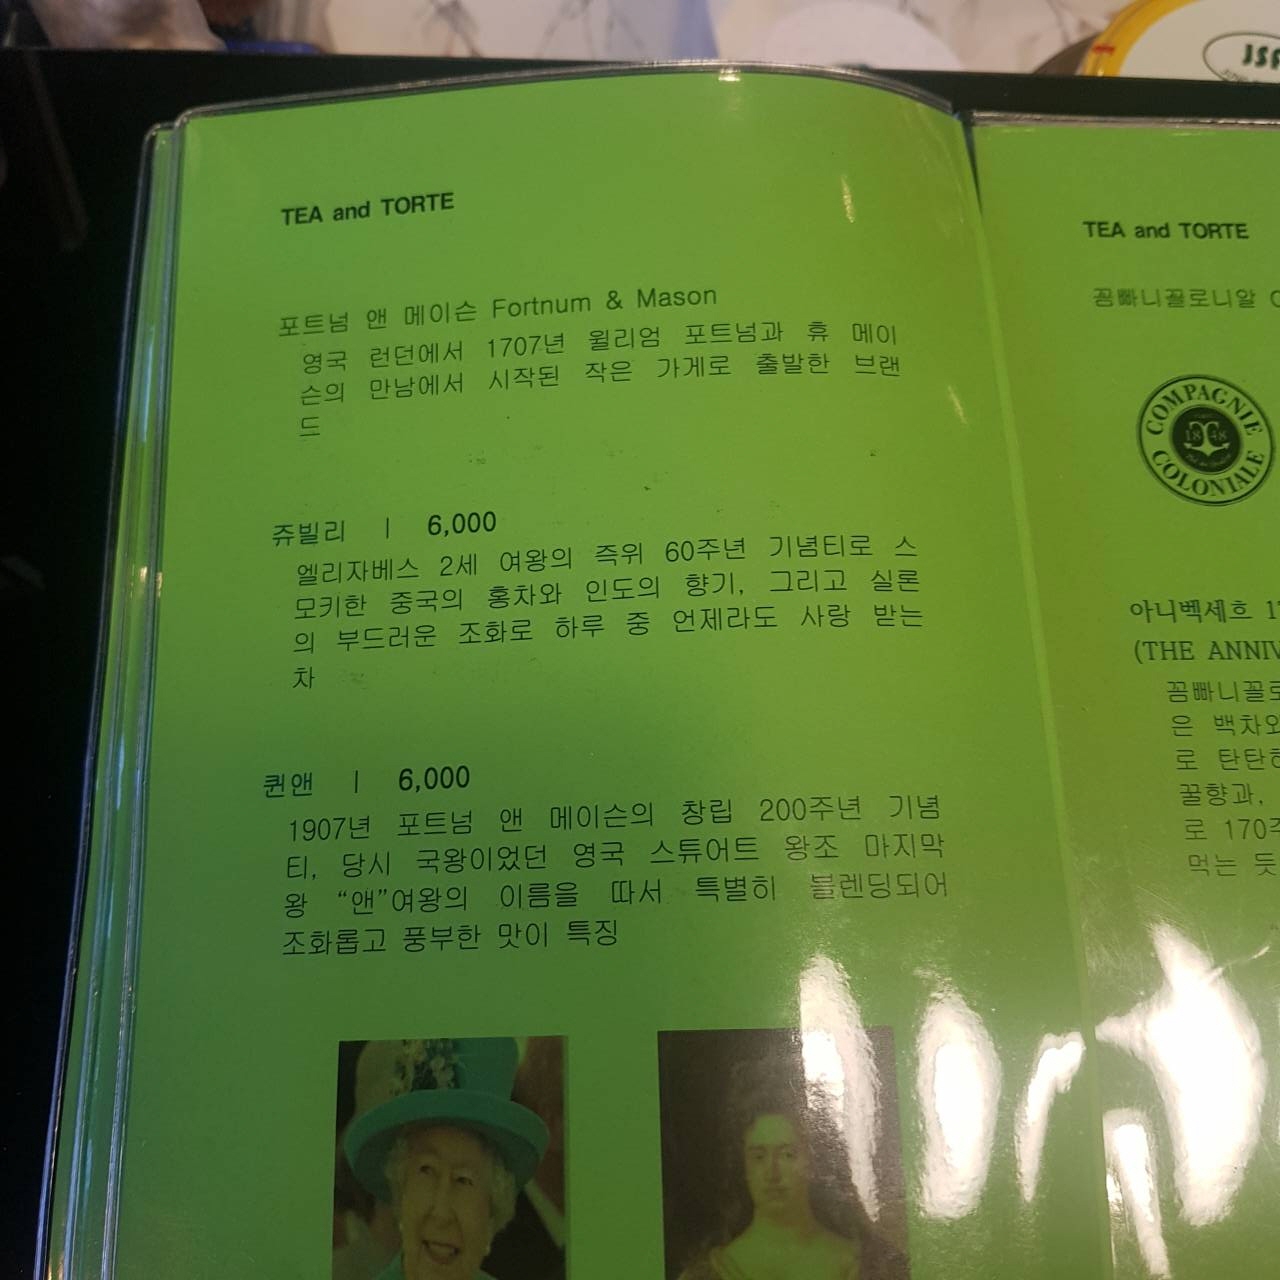 JSP
TEA and TORTE
포트넘 앤 메이슨 Fortnum & Mason
영국 런던에서 1707년 윌리엄 포트넘과 휴 메이
슨의 만남에서 시작된 작은 가게로 출발한 브랜
드
쥬빌리 | 6,000
엘리자베스 2세 여왕의 즉위 60주년 기념티로 스
모키한 중국의 홍차와 인도의 향기, 그리고 실론
의 부드러운 조화로 하루 중 언제라도 사랑 받는
차
퀸앤 | 6,000
1907년 포트넘 앤 메이슨의 창립 200주년 기념
티, 당시 국왕이었던 영국 스튜어트 왕조 마지막
왕 “앤”여왕의 이름을 따서 특별히 블렌딩되어
조화롭고 풍부한 맛이 특징
TEA and TORTE
꼼빠니꼴로니알
COMPAGNIE
1848
COLONIALE
아니벡세흐
(THE ANNIV
꼼빠니꼴로
은 백차와
로 탄탄
꿀향과,
로 170주
먹는 듯